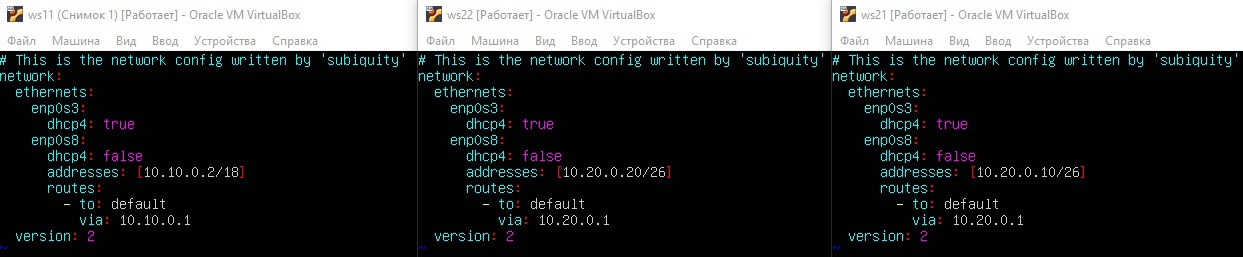 ws11 (Снимок 1) [Работает] - Oracle VM VirtualBox
Файл Машина Вид Ввод Устройства Справка
# This is the network config written by 'subiquity'
network:
  ethernets:
    enp0s3:
      dhcp4: true
    enp0s8:
      dhcp4: false
      addresses: [10.10.0.2/18]
      routes:
        - to: default
          via: 10.10.0.1
  version: 2
~
ws22 [Работает] - Oracle VM VirtualBox
Файл Машина Вид Ввод Устройства Справка
# This is the network config written by 'subiquity'
network:
  ethernets:
    enp0s3:
      dhcp4: true
    enp0s8:
      dhcp4: false
      addresses: [10.20.0.20/26]
      routes:
        - to: default
          via: 10.20.0.1
  version: 2
~
ws21 [Работает] - Oracle VM VirtualBox
Файл Машина Вид Ввод Устройства Справка
# This is the network config written by 'subiquity'
network:
  ethernets:
    enp0s3:
      dhcp4: true
    enp0s8:
      dhcp4: false
      addresses: [10.20.0.10/26]
      routes:
        - to: default
          via: 10.20.0.1
  version: 2
~